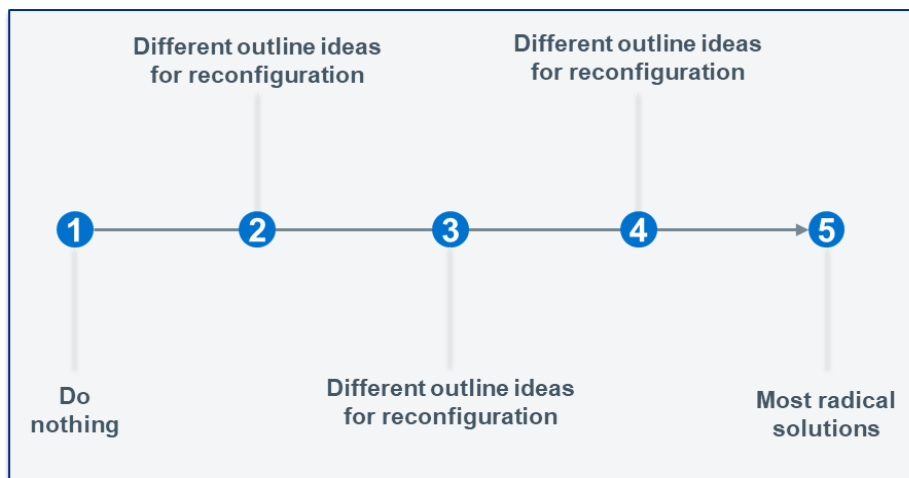 Different outline ideas
for reconfiguration
Different outline ideas
for reconfiguration
1
2
3
4
5
Do
nothing
Different outline ideas
for reconfiguration
Most radical
solutions